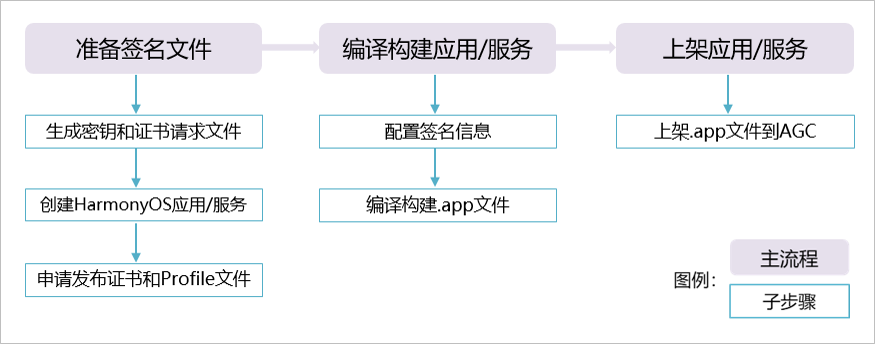 准备签名文件
编译构建应用/服务
上架应用/服务
生成密钥和证书请求文件
配置签名信息
上架.app文件到AGC
创建HarmonyOS应用/服务
编译构建.app文件
申请发布证书和Profile文件
图例：
主流程
子步骤